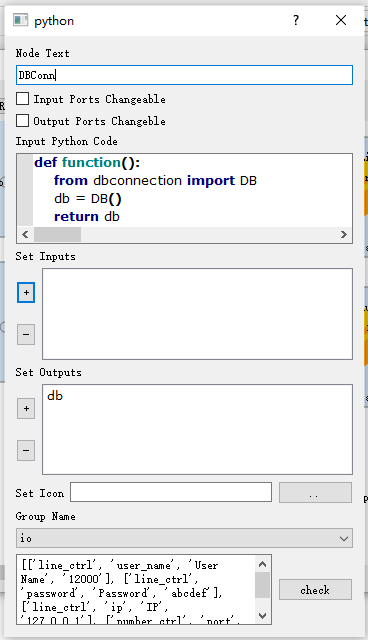 python
Node Text
DBConn
Input Ports Changeable
Output Ports Changeble
Input Python Code
def function():
from dbconnection import DB
db = DB()
return db
Set Inputs
+
−
Set Outputs
+
db
−
Set Icon
..
Group Name
io
[['line_ctrl', 'user_name', 'User
Name', '12000'], ['line_ctrl',
'password', 'Password', 'abcdef'],
['line_ctrl', 'ip', 'IP',
'127.0.0.1'], ['number_ctrl', 'port',
check